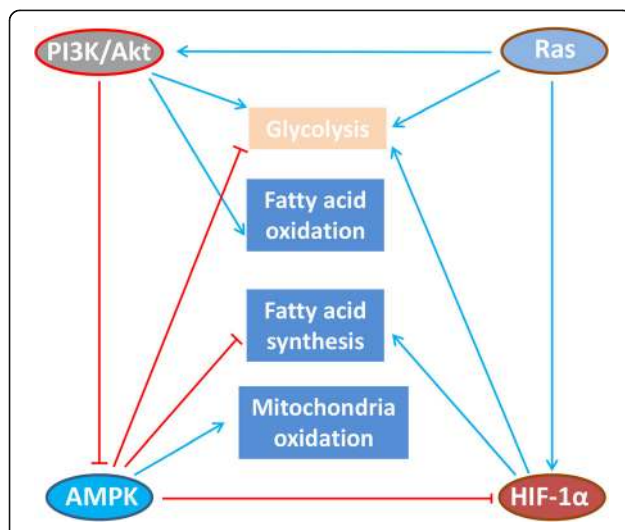 PI3K/Akt
Ras
Glycolysis
Fatty acid
oxidation
Fatty acid
synthesis
Mitochondria
oxidation
AMPK
HIF-1α